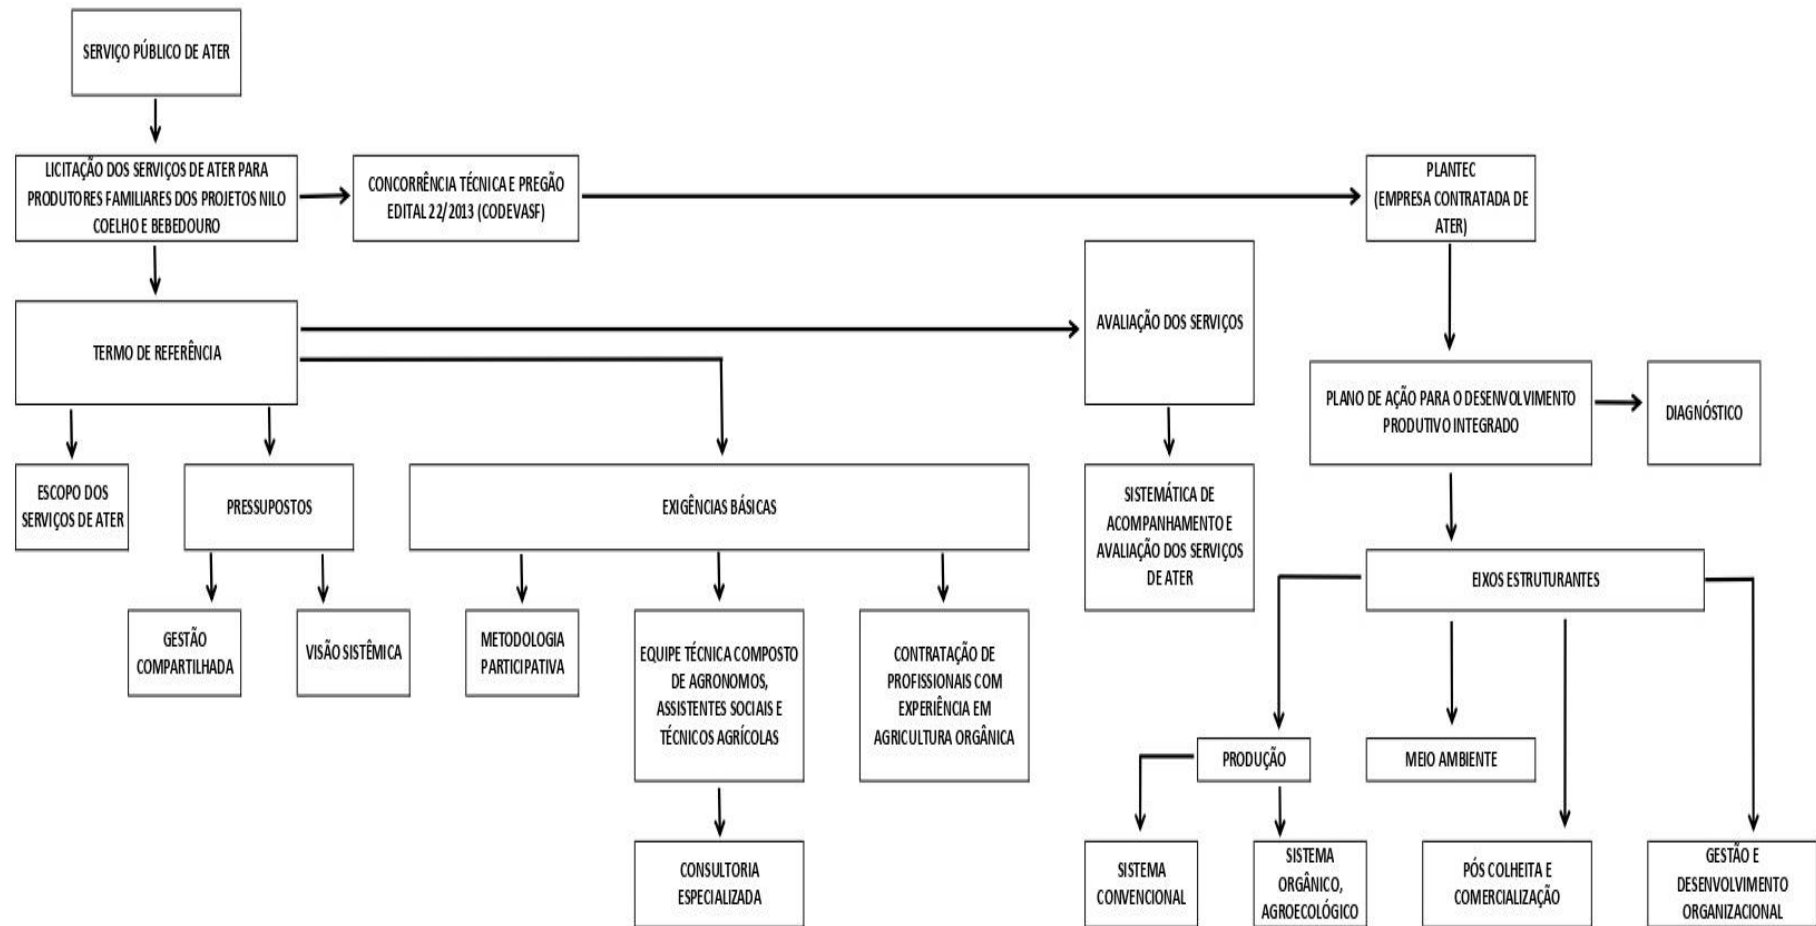 SERVIÇO PÚBLICO DE ATER
LICITAÇÃO DOS SERVIÇOS DE ATER PARA
PRODUTORES FAMILIARES DOS PROJETOS NILO
COELHO E BEBEDOURO
CONCORRÊNCIA TÉCNICA E PREGÃO
EDITAL 22/2013 (CODEVASF)
PLANTEC
(EMPRESA CONTRATADA DE
ATER)
TERMO DE REFERÊNCIA
AVALIAÇÃO DOS SERVIÇOS
PLANO DE AÇÃO PARA O DESENVOLVIMENTO
PRODUTIVO INTEGRADO
DIAGNÓSTICO
ESCOPO DOS
SERVIÇOS DE ATER
PRESSUPOSTOS
EXIGÊNCIAS BÁSICAS
SISTEMÁTICA DE
ACOMPANHAMENTO E
AVALIAÇÃO DOS SERVIÇOS
DE ATER
EIXOS ESTRUTURANTES
GESTÃO
COMPARTILHADA
VISÃO SISTÊMICA
METODOLOGIA
PARTICIPATIVA
EQUIPE TÉCNICA COMPOSTO
DE AGRONOMOS,
ASSISTENTES SOCIAIS E
TÉCNICOS AGRÍCOLAS
CONTRATAÇÃO DE
PROFISSIONAIS COM
EXPERIÊNCIA EM
AGRICULTURA ORGÂNICA
PRODUÇÃO
MEIO AMBIENTE
CONSULTORIA
ESPECIALIZADA
SISTEMA
CONVENCIONAL
SISTEMA
ORGÂNICO,
AGROECOLÓGICO
PÓS COLHEITA E
COMERCIALIZAÇÃO
GESTÃO E
DESENVOLVIMENTO
ORGANIZACIONAL